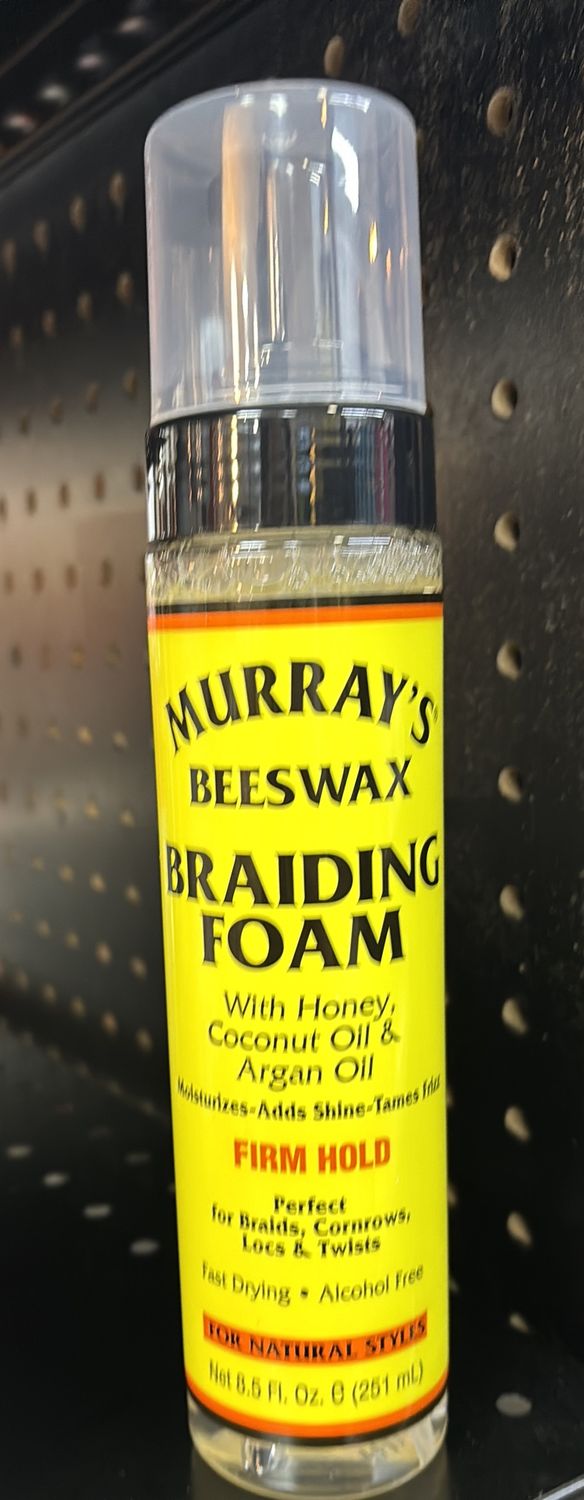 MURRAY'S®
BEESWAX
BRAIDING
FOAM
With Honey,
Coconut Oil &
Argan Oil
Moisturizes-Adds Shine-Tames frizz
FIRM HOLD
Perfect
for Braids, Cornrows,
Locs & Twists
Fast Drying • Alcohol Free
FOR NATURAL STYLES
Net 8.5 Fl. Oz. ℮ (251 mL)